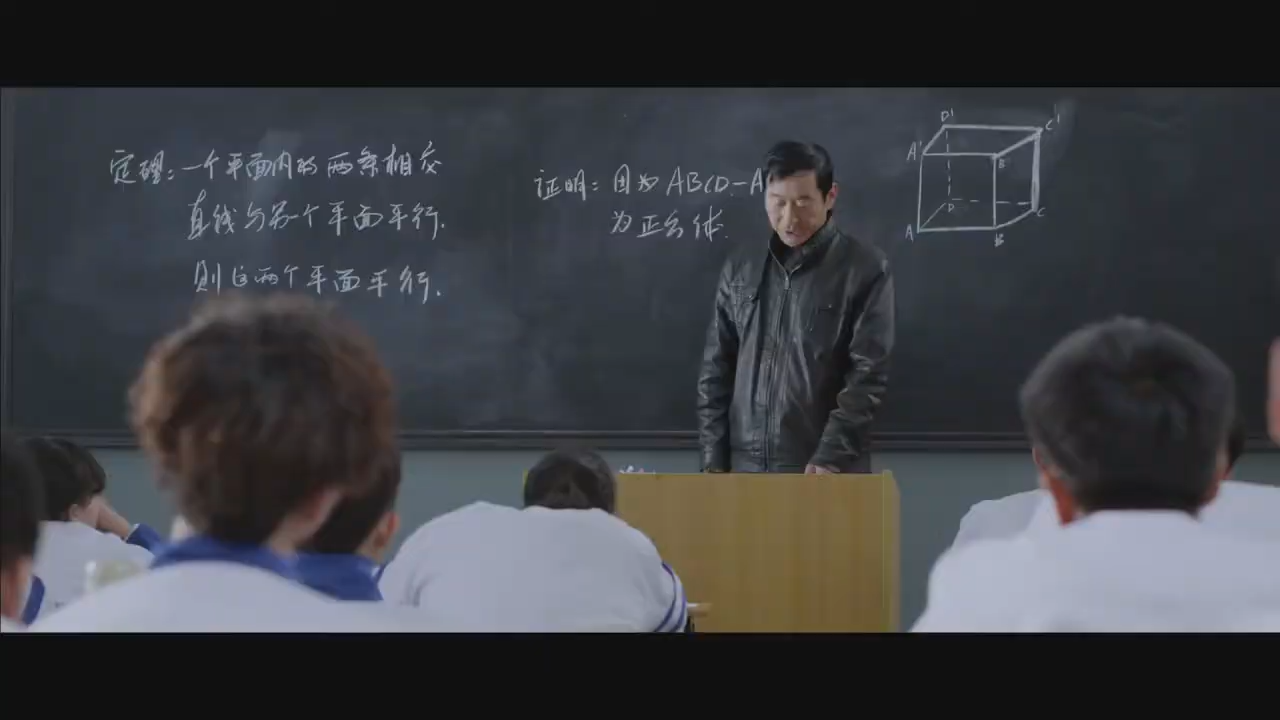 定理:一个平面内的两条相交
直线与另一个平面平行.
则这两个平面平行.
证明:因为ABCD-A
为正方体.
D' C'
A' B'
D C
A B